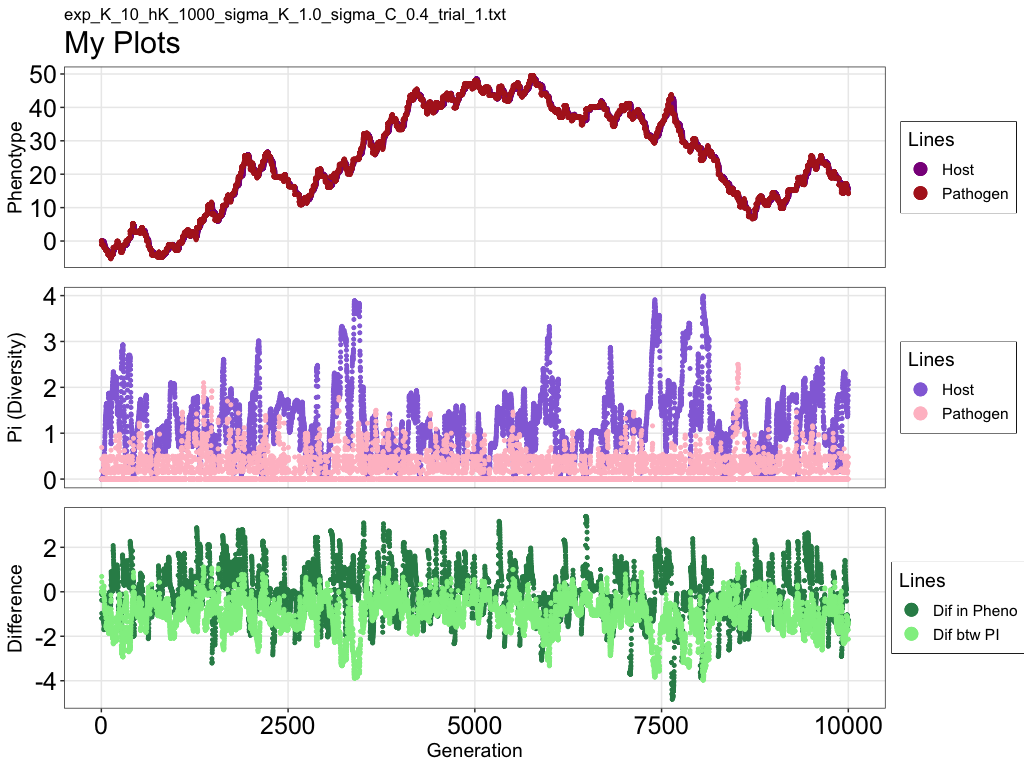 exp_K_10_hK_1000_sigma_K_1.0_sigma_C_0.4_trial_1.txt
My Plots
Phenotype
50
40
30
20
10
0
Lines
Host
Pathogen
Pi (Diversity)
4
3
2
1
0
Lines
Host
Pathogen
Difference
2
0
-2
-4
Lines
Dif in Pheno
Dif btw PI
0 2500 5000 7500 10000
Generation